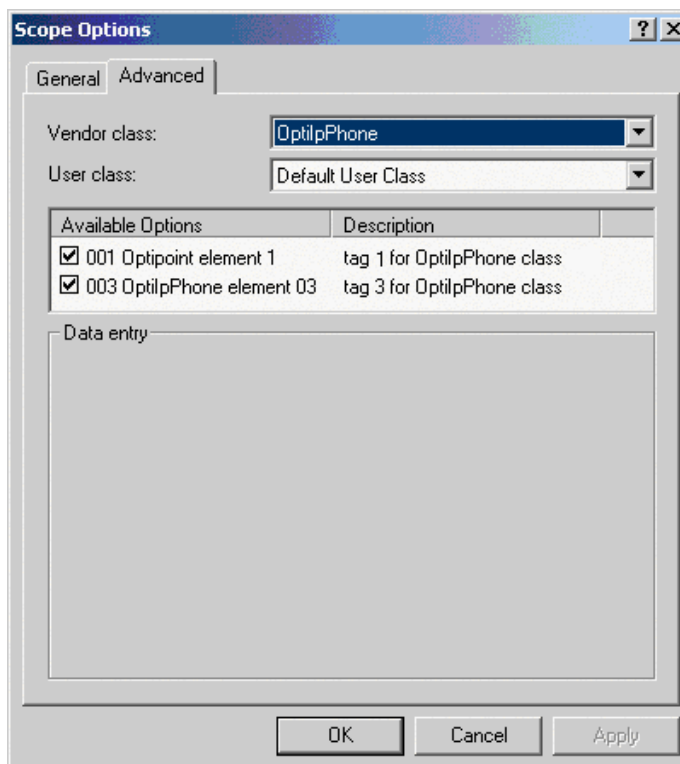 Scope Options
General Advanced
Vendor class: OptiIpPhone
User class: Default User Class
Available Options Description
001 Optipoint element 1 tag 1 for OptiIpPhone class
003 OptiIpPhone element 03 tag 3 for OptiIpPhone class
Data entry
OK Cancel Apply